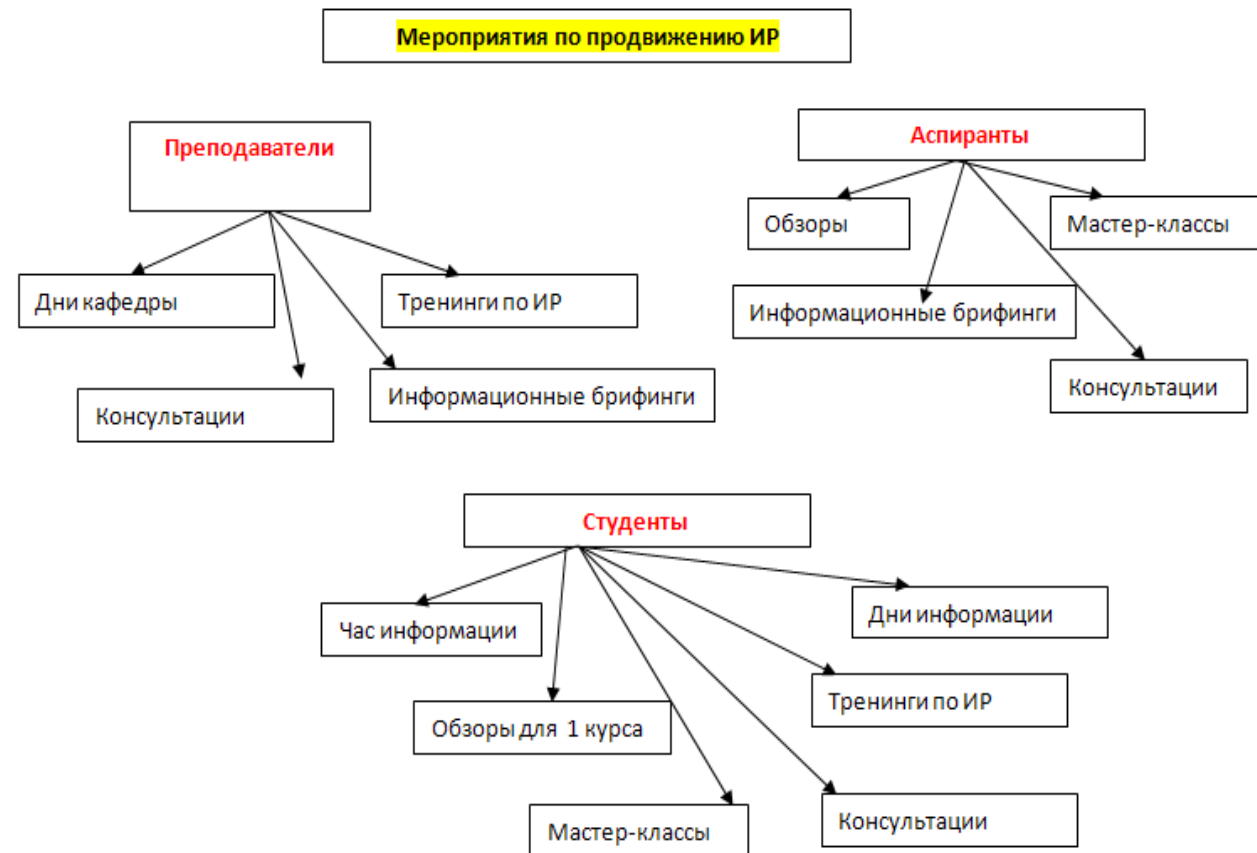 Мероприятия по продвижению ИР
Преподаватели
Дни кафедры
Тренинги по ИР
Консультации
Информационные брифинги
Аспиранты
Обзоры
Мастер-классы
Информационные брифинги
Консультации
Студенты
Час информации
Дни информации
Обзоры для 1 курса
Тренинги по ИР
Мастер-классы
Консультации